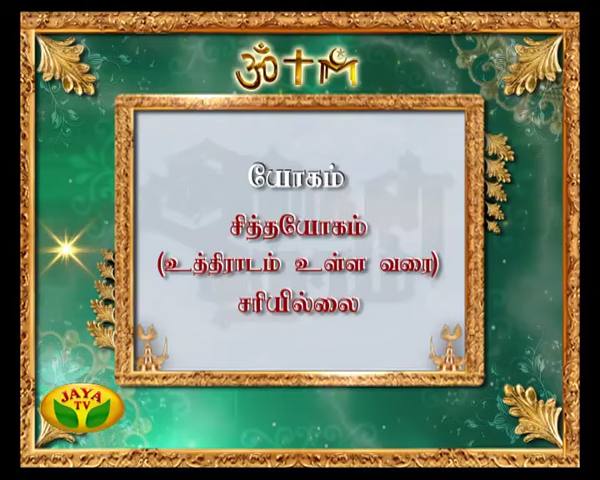 ॐ
யோகம்
சித்தயோகம்
(உத்திராடம் உள்ள வரை)
சரியில்லை
JAYA
TV